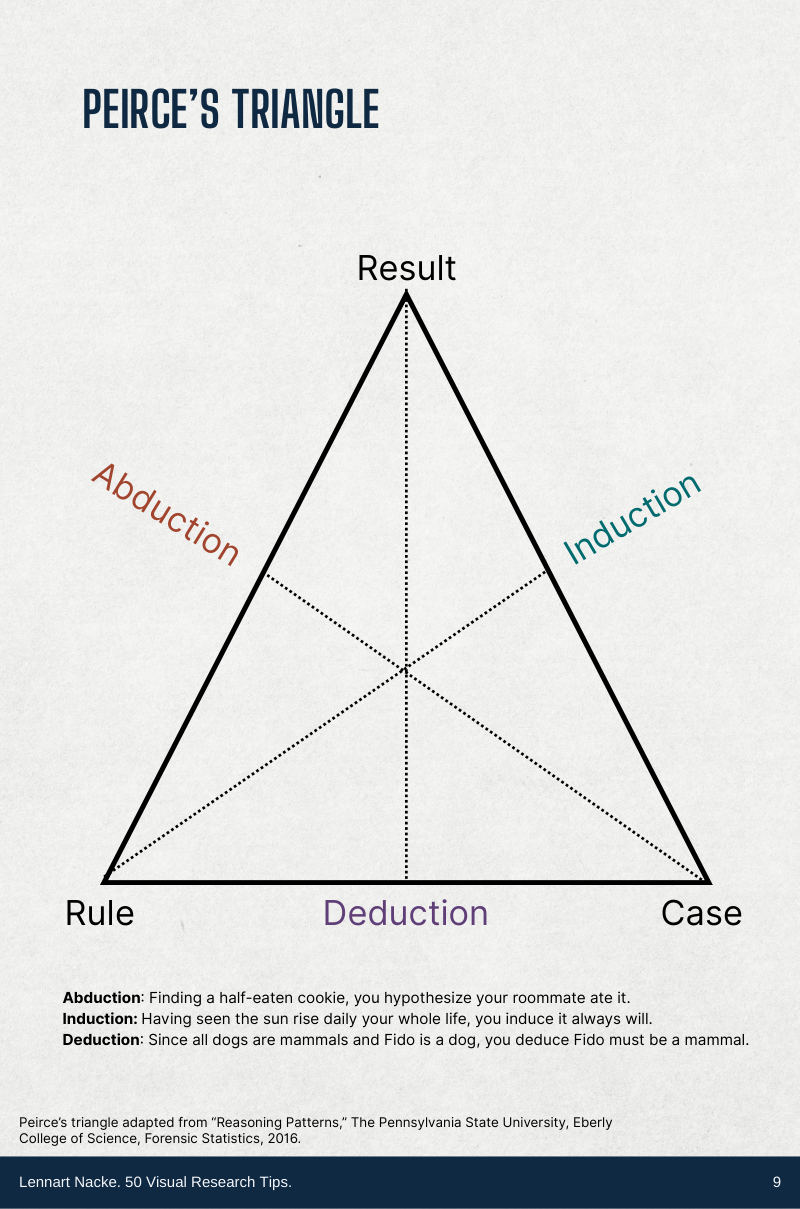 PEIRCE’S TRIANGLE
Result
Abduction
Induction
Rule
Deduction
Case
Abduction: Finding a half-eaten cookie, you hypothesize your roommate ate it.
Induction: Having seen the sun rise daily your whole life, you induce it always will.
Deduction: Since all dogs are mammals and Fido is a dog, you deduce Fido must be a mammal.
Peirce’s triangle adapted from “Reasoning Patterns,” The Pennsylvania State University, Eberly
College of Science, Forensic Statistics, 2016.
Lennart Nacke. 50 Visual Research Tips.
9